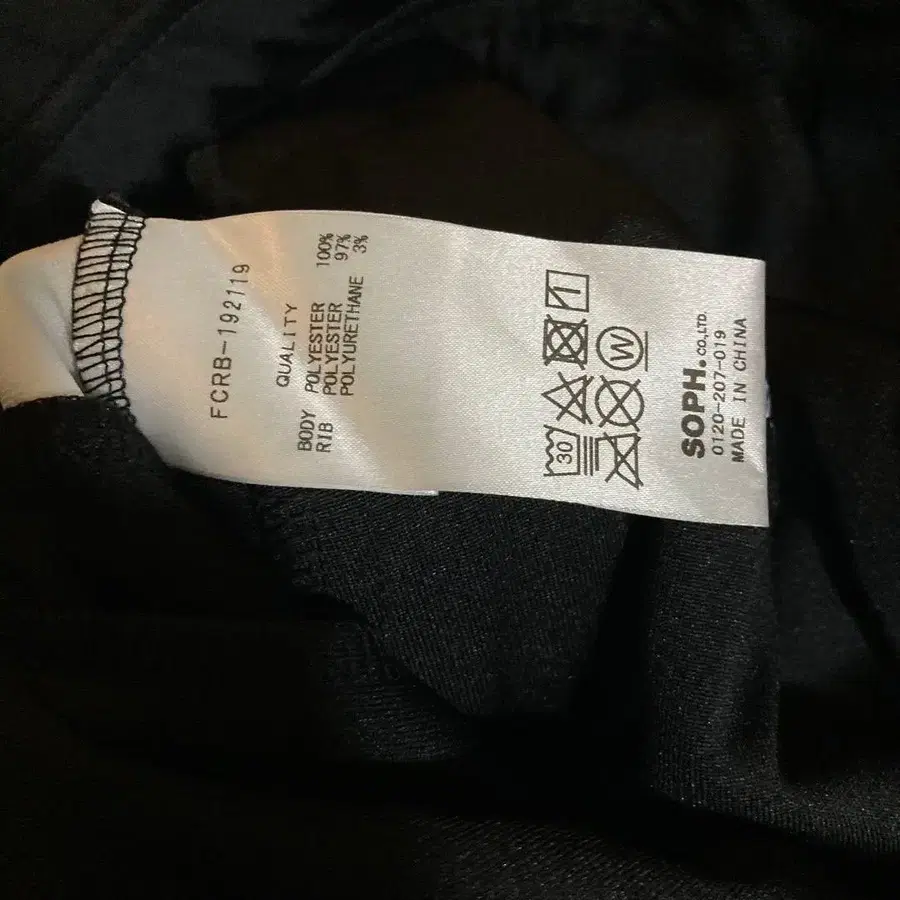 FCRB-192119
QUALITY
BODY POLYESTER 100%
RIB POLYESTER 97%
POLYURETHANE 3%
30
W
SOPH.CO.,LTD.
0120-207-019
MADE IN CHINA